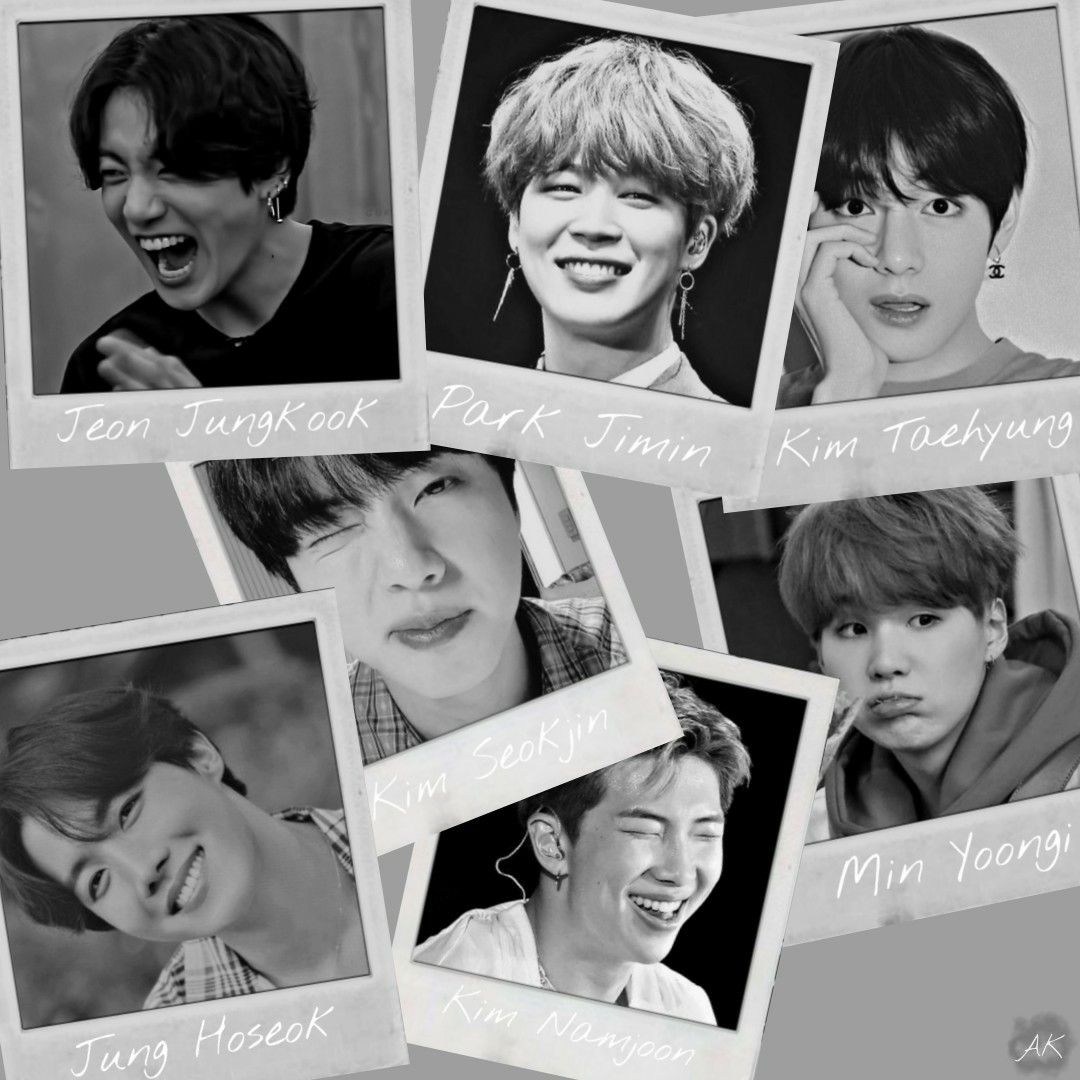 Jeon Jungkook
Park Jimin
Kim Taehyung
Kim Seokjin
Min Yoongi
Jung Hoseok
Kim Namjoon
AK